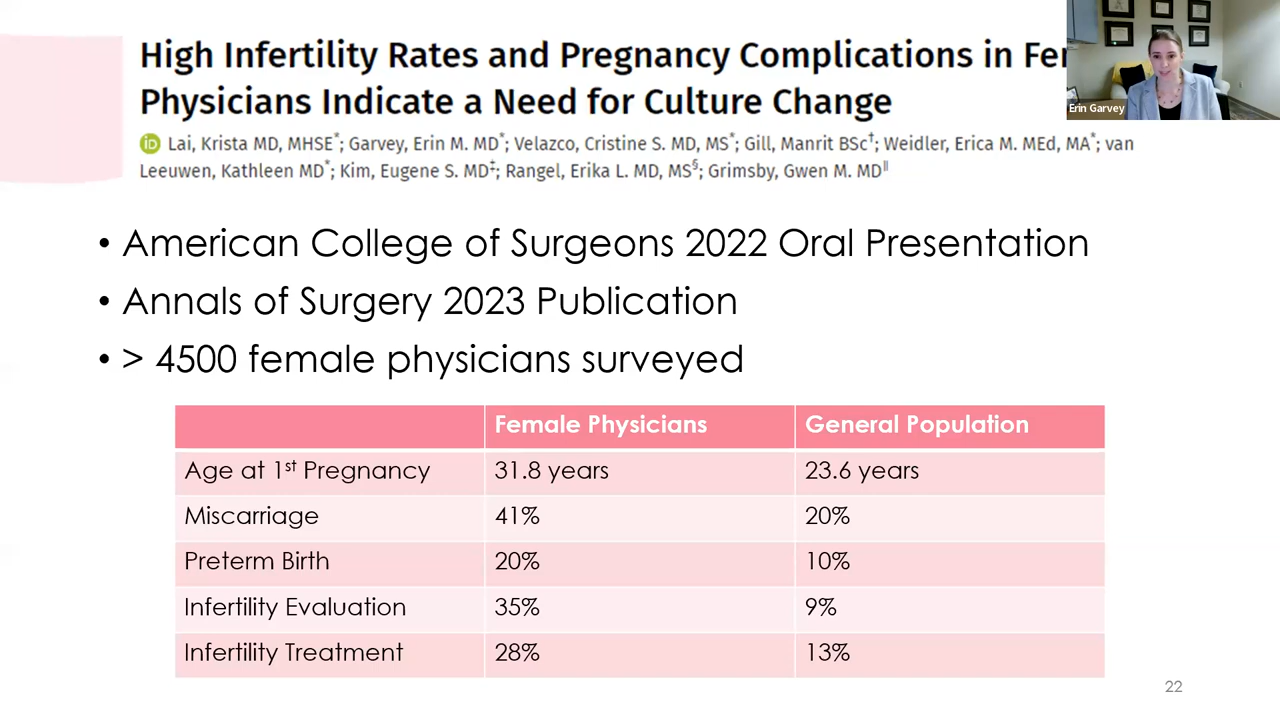 High Infertility Rates and Pregnancy Complications in
Physicians Indicate a Need for Culture Change
iD Lai, Krista MD, MHSE*; Garvey, Erin M. MD*; Velazco, Cristine S. MD, MS*; Gill, Manrit BSc†; Weidler, Erica M. MEd, MA*; van
Leeuwen, Kathleen MD*; Kim, Eugene S. MD‡; Rangel, Erika L. MD, MS§; Grimsby, Gwen M. MD||
Erin Garvey
• American College of Surgeons 2022 Oral Presentation
• Annals of Surgery 2023 Publication
• > 4500 female physicians surveyed
Female Physicians General Population
Age at 1st Pregnancy 31.8 years 23.6 years
Miscarriage 41% 20%
Preterm Birth 20% 10%
Infertility Evaluation 35% 9%
Infertility Treatment 28% 13%
22